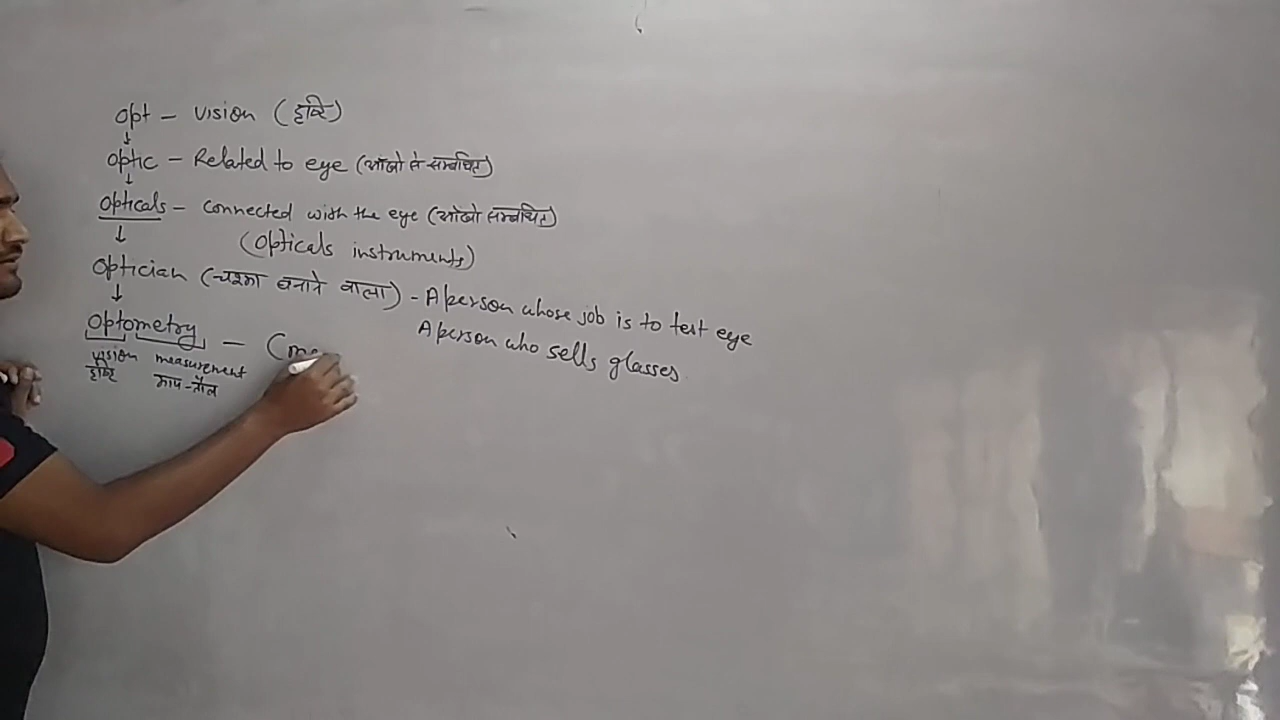 Opt – Vision (दृष्टि)
Optic – Related to eye (आँखो से सम्बंधित)
Opticals – Connected with the eye (आँखो सम्बंधित)
(Opticals instruments)
Optician (चश्मा बनाने वाला) - A person whose job is to test eye
A person who sells glasses.
Optometry – (me
vision measurement
दृष्टि माप-तौल